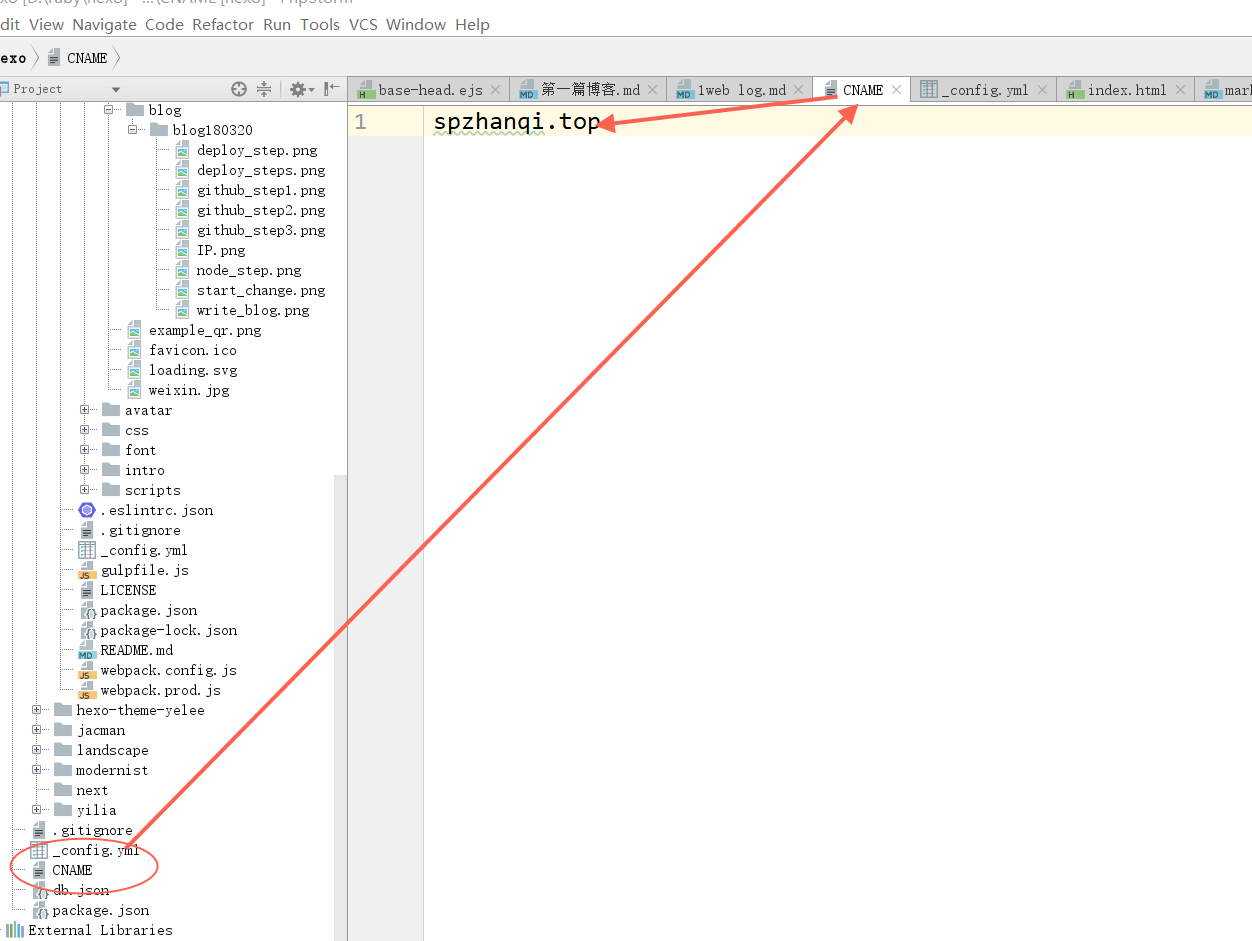 dit View Navigate Code Refactor Run Tools VCS Window Help
exo CNAME
Project
base-head.ejs 第一篇博客.md 1web log.md CNAME _config.yml index.html mark
1 spzhanqi.top
blog
blog180320
deploy_step.png
deploy_steps.png
github_step1.png
github_step2.png
github_step3.png
IP.png
node_step.png
start_change.png
write_blog.png
example_qr.png
favicon.ico
loading.svg
weixin.jpg
avatar
css
font
intro
scripts
.eslintrc.json
.gitignore
_config.yml
gulpfile.js
LICENSE
package.json
package-lock.json
README.md
webpack.config.js
webpack.prod.js
hexo-theme-yelee
jacman
landscape
modernist
next
yilia
.gitignore
_config.yml
CNAME
db.json
package.json
External Libraries